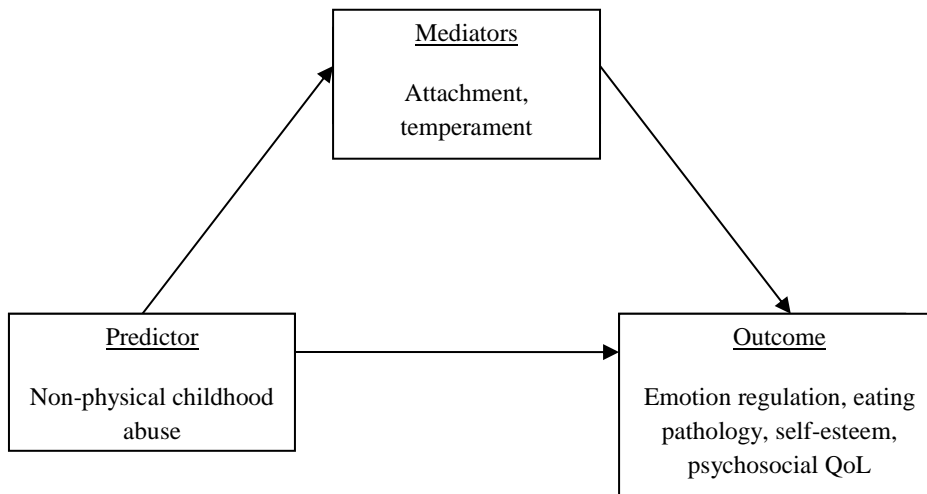 Mediators
Attachment,
temperament
Predictor
Non-physical childhood
abuse
Outcome
Emotion regulation, eating
pathology, self-esteem,
psychosocial QoL